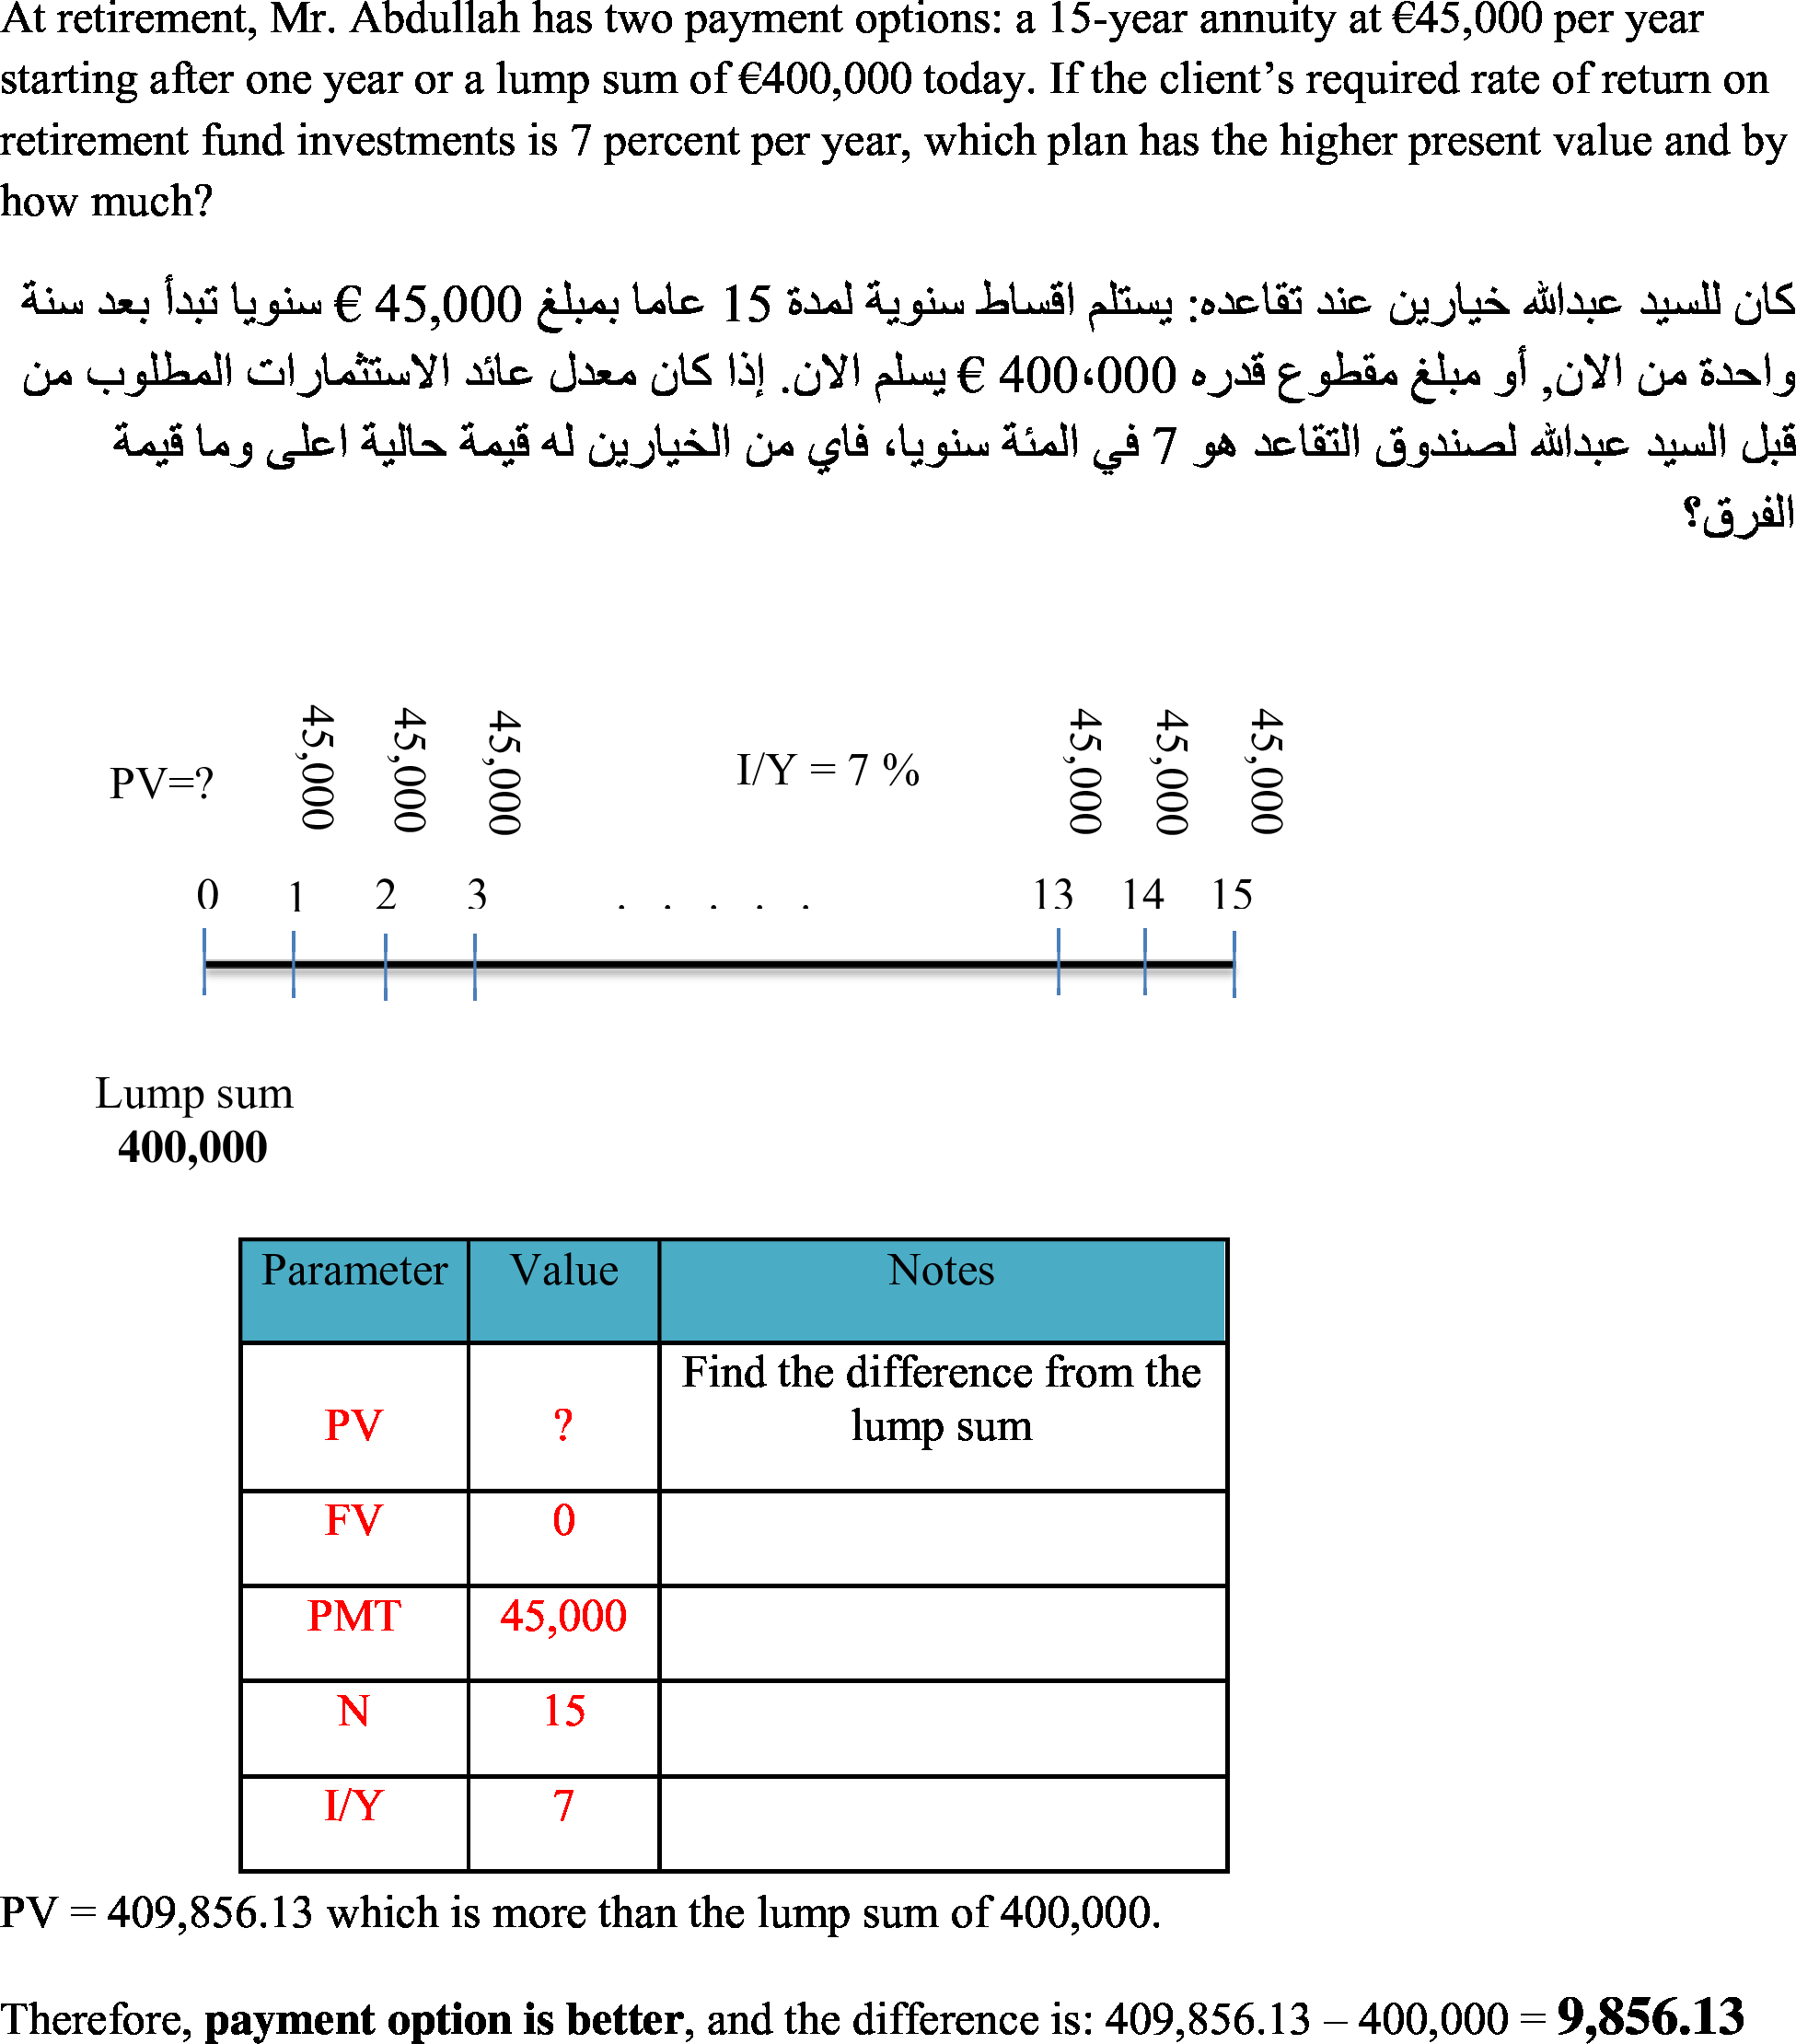 At retirement, Mr. Abdullah has two payment options: a 15-year annuity at €45,000 per year
starting after one year or a lump sum of €400,000 today. If the client’s required rate of return on
retirement fund investments is 7 percent per year, which plan has the higher present value and by
how much?
كان للسيد عبدالله خيارين عند تقاعده: يستلم اقساط سنوية لمدة 15 عاما بمبلغ 45,000 € سنويا تبدأ بعد سنة
واحدة من الان, أو مبلغ مقطوع قدره 400،000 € يسلم الان. إذا كان معدل عائد الاستثمارات المطلوب من
قبل السيد عبدالله لصندوق التقاعد هو 7 في المئة سنويا، فاي من الخيارين له قيمة حالية اعلى وما قيمة
الفرق؟
PV=? 45,000 45,000 45,000 I/Y = 7 % 45,000 45,000 45,000
0 1 2 3 . . . . . 13 14 15
Lump sum
400,000
Parameter Value Notes
Find the difference from the
PV ? lump sum
FV 0
PMT 45,000
N 15
I/Y 7
PV = 409,856.13 which is more than the lump sum of 400,000.
Therefore, payment option is better, and the difference is: 409,856.13 – 400,000 = 9,856.13